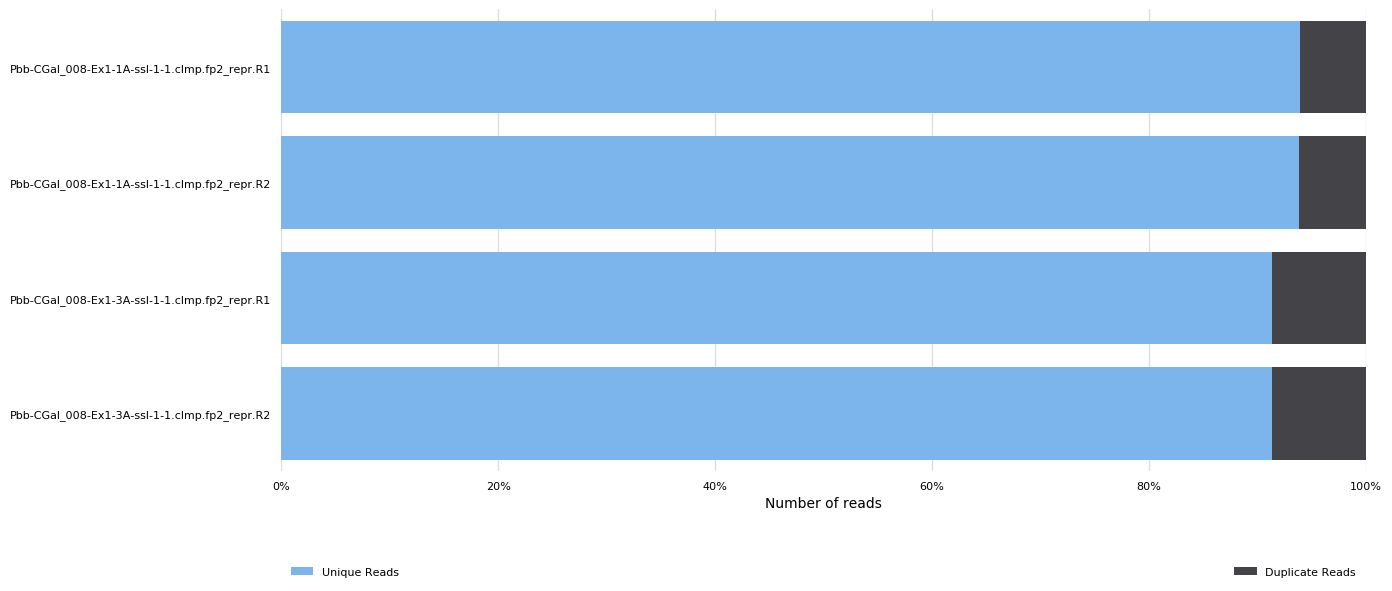 Pbb-CGal_008-Ex1-1A-ssl-1-1.clmp.fp2_repr.R1
Pbb-CGal_008-Ex1-1A-ssl-1-1.clmp.fp2_repr.R2
Pbb-CGal_008-Ex1-3A-ssl-1-1.clmp.fp2_repr.R1
Pbb-CGal_008-Ex1-3A-ssl-1-1.clmp.fp2_repr.R2
0% 20% 40% 60% 80% 100%
Number of reads
Unique Reads Duplicate Reads